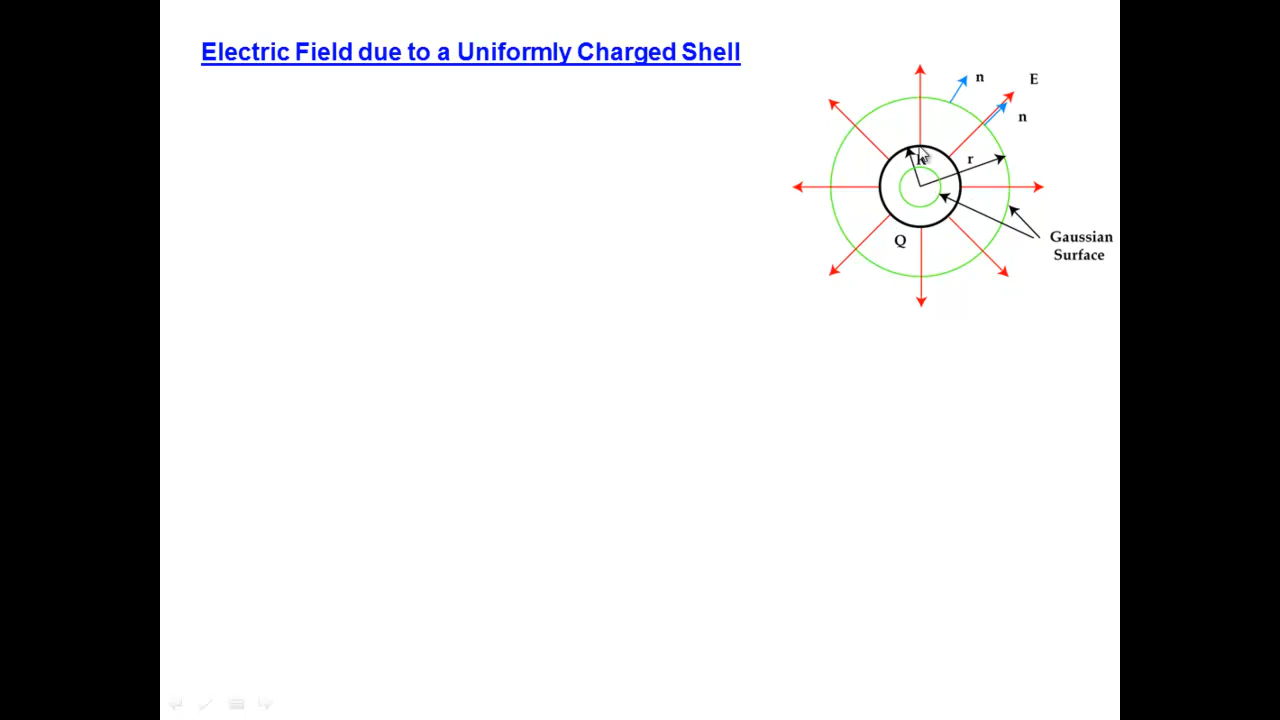 Electric Field due to a Uniformly Charged Shell
n
E
n
r
Q
Gaussian
Surface